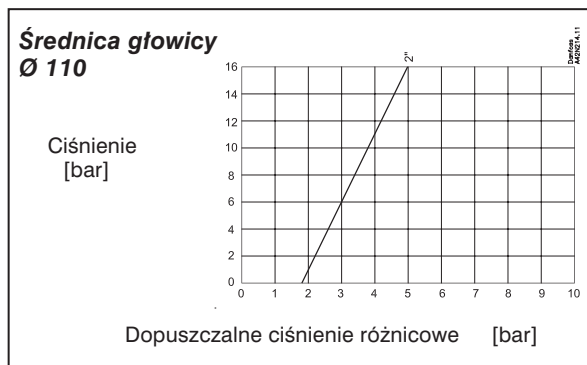 Średnica głowicy
Ø 110
Danfoss
A42N214.11
2"
Ciśnienie
[bar]
16
14
12
10
8
6
4
2
0
0 1 2 3 4 5 6 7 8 9 10
Dopuszczalne ciśnienie różnicowe [bar]